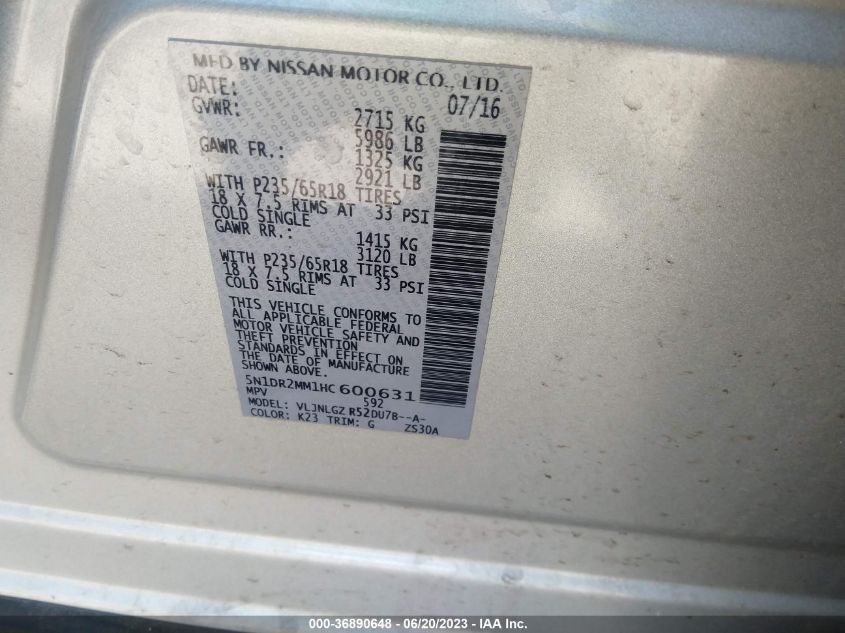 MFD BY NISSAN MOTOR CO., LTD.
DATE: 07/16
GVWR: 2715 KG
5986 LB
GAWR FR.: 1325 KG
2921 LB
WITH P235/65R18 TIRES
18 X 7.5 RIMS AT 33 PSI
COLD SINGLE
GAWR RR.: 1415 KG
3120 LB
WITH P235/65R18 TIRES
18 X 7.5 RIMS AT 33 PSI
COLD SINGLE
THIS VEHICLE CONFORMS TO
ALL APPLICABLE FEDERAL
MOTOR VEHICLE SAFETY AND
THEFT PREVENTION
STANDARDS IN EFFECT ON
THE DATE OF MANUFACTURE
SHOWN ABOVE.
5N1DR2MM1HC 600631
MPV 592
MODEL: VLJNLGZ R52DU7B--A-
COLOR: K23 TRIM: G ZS30A
000-36890648 - 06/20/2023 - IAA Inc.